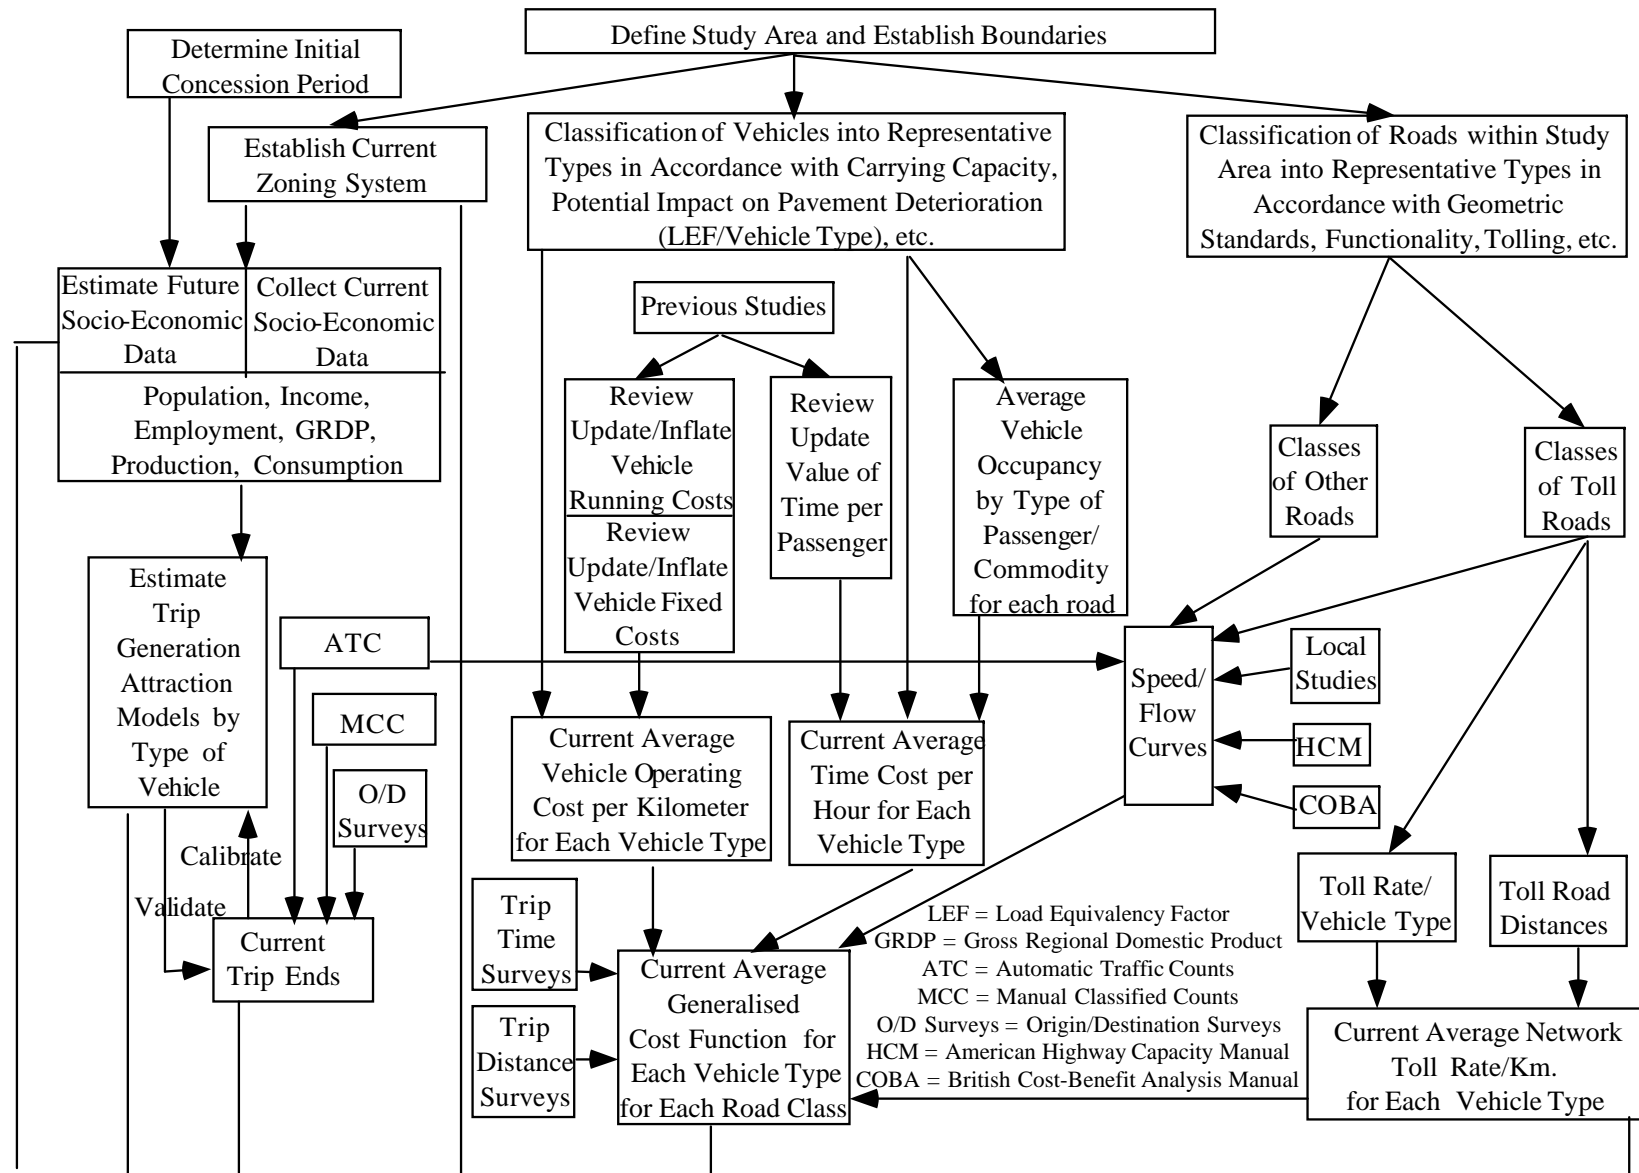 Define Study Area and Establish Boundaries
Determine Initial
Concession Period
Establish Current
Zoning System
Classification of Vehicles into Representative
Types in Accordance with Carrying Capacity,
Potential Impact on Pavement Deterioration
(LEF/Vehicle Type), etc.
Classification of Roads within Study
Area into Representative Types in
Accordance with Geometric
Standards, Functionality, Tolling, etc.
Estimate Future
Socio-Economic
Data
Collect Current
Socio-Economic
Data
Population, Income,
Employment, GRDP,
Production, Consumption
Previous Studies
Review
Update/Inflate
Vehicle
Running Costs
Review
Update/Inflate
Vehicle Fixed
Costs
Review
Update
Value of
Time per
Passenger
Average
Vehicle
Occupancy
by Type of
Passenger/
Commodity
for each road
Classes
of Other
Roads
Classes
of Toll
Roads
Estimate
Trip
Generation
Attraction
Models by
Type of
Vehicle
ATC
MCC
O/D
Surveys
Calibrate
Validate
Current
Trip Ends
Current Average
Vehicle Operating
Cost per Kilometer
for Each Vehicle Type
Current Average
Time Cost per
Hour for Each
Vehicle Type
Speed/
Flow
Curves
Local
Studies
HCM
COBA
Toll Rate/
Vehicle Type
Toll Road
Distances
Trip
Time
Surveys
Trip
Distance
Surveys
Current Average
Generalised
Cost Function for
Each Vehicle Type
for Each Road Class
LEF = Load Equivalency Factor
GRDP = Gross Regional Domestic Product
ATC = Automatic Traffic Counts
MCC = Manual Classified Counts
O/D Surveys = Origin/Destination Surveys
HCM = American Highway Capacity Manual
COBA = British Cost-Benefit Analysis Manual
Current Average Network
Toll Rate/Km.
for Each Vehicle Type